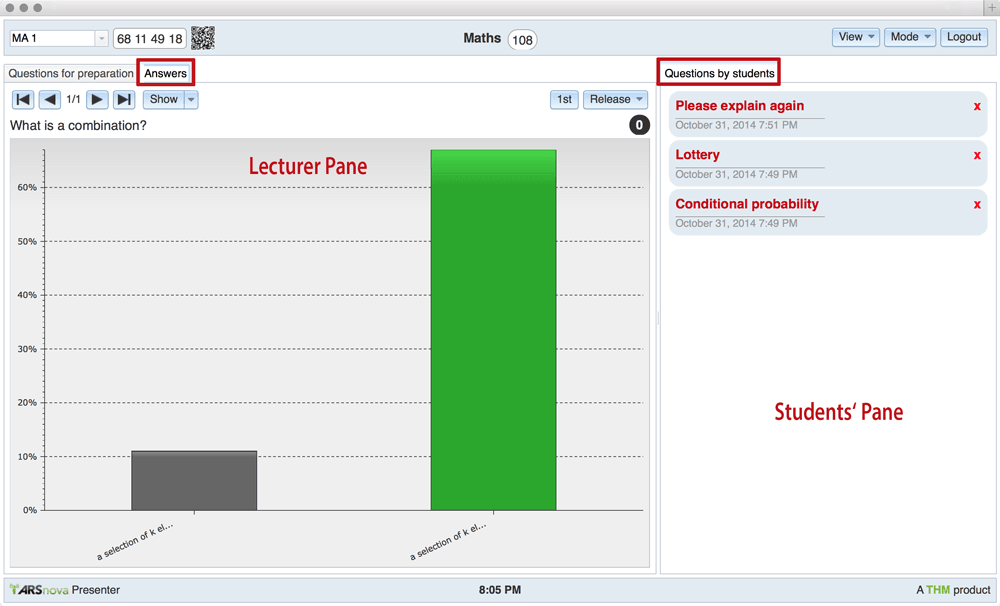 MA 1
68 11 49 18
Maths 108
View
Mode
Logout
Questions for preparation
Answers
1/1
Show
1st
Release
What is a combination?
0
Lecturer Pane
60%
50%
40%
30%
20%
10%
0%
a selection of k el...
a selection of k el...
Questions by students
Please explain again x
October 31, 2014 7:51 PM
Lottery x
October 31, 2014 7:49 PM
Conditional probability x
October 31, 2014 7:49 PM
Students‘ Pane
ARSnova Presenter
8:05 PM
A THM product